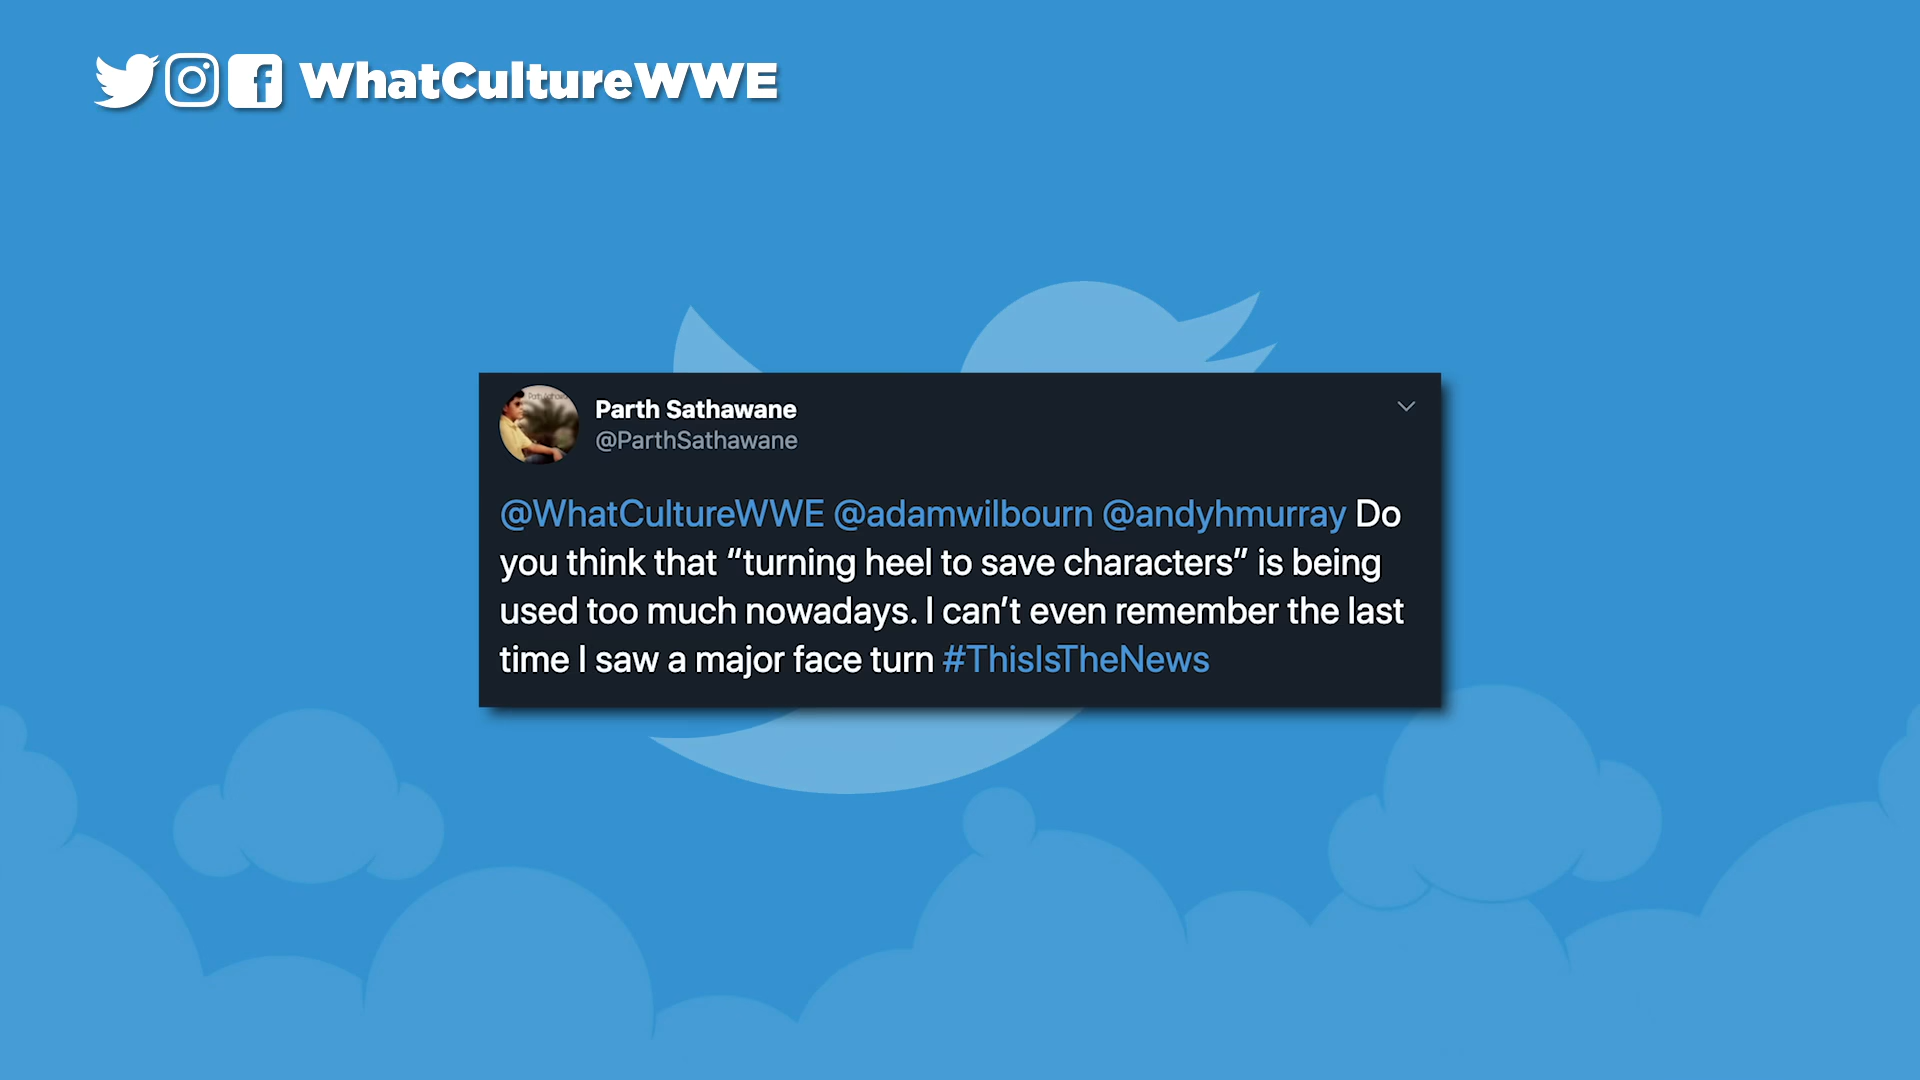 WhatCultureWWE
Parth Sathawane
@ParthSathawane
@WhatCultureWWE @adamwilbourn @andyhmurray Do
you think that “turning heel to save characters” is being
used too much nowadays. I can’t even remember the last
time I saw a major face turn #ThisIsTheNews